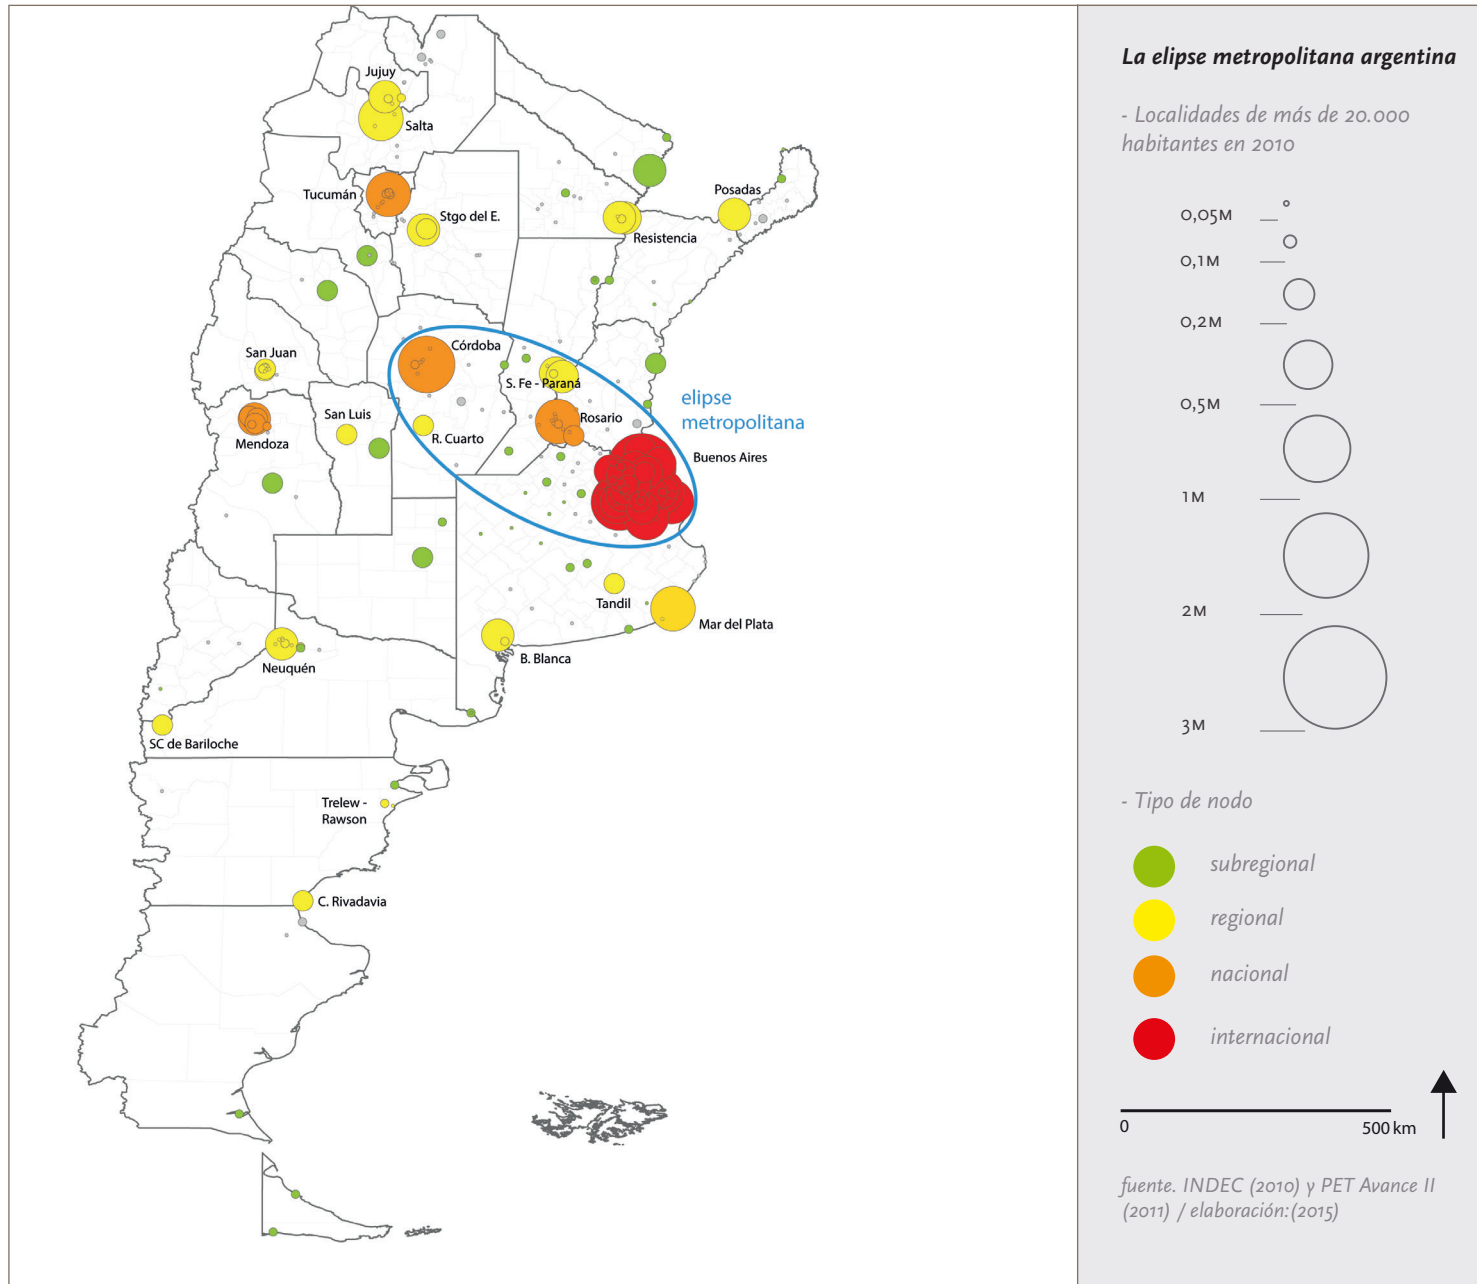 Jujuy
Salta
Tucumán
Stgo del E.
Posadas
Resistencia
San Juan
Córdoba
S. Fe - Paraná
elipse
metropolitana
San Luis
Mendoza
R. Cuarto
Rosario
Buenos Aires
Tandil
Mar del Plata
B. Blanca
Neuquén
SC de Bariloche
Trelew -
Rawson
C. Rivadavia
La elipse metropolitana argentina
- Localidades de más de 20.000
habitantes en 2010
0,05M
0,1M
0,2M
0,5M
1M
2M
3M
- Tipo de nodo
subregional
regional
nacional
internacional
0 500 km
fuente. INDEC (2010) y PET Avance II
(2011) / elaboración:(2015)